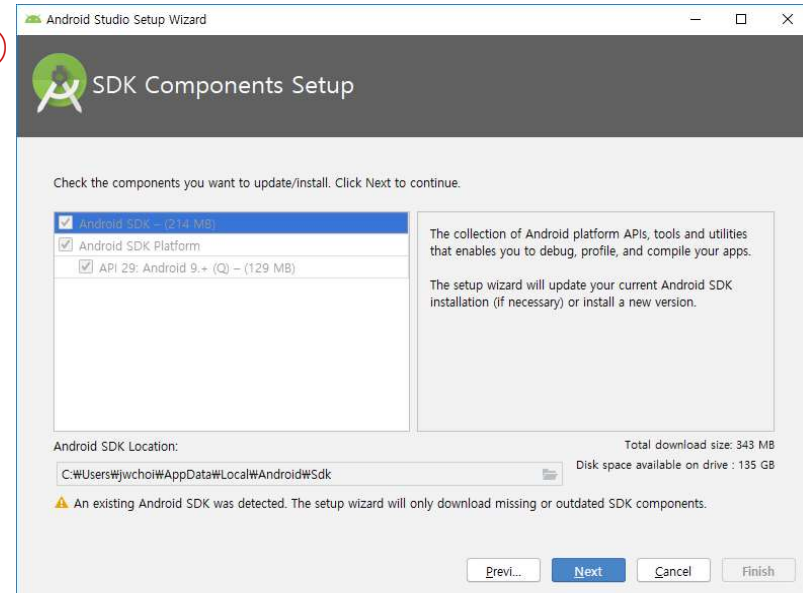 Android Studio Setup Wizard
SDK Components Setup
Check the components you want to update/install. Click Next to continue.
Android SDK – (214 MB)
Android SDK Platform
API 29: Android 9.+ (Q) – (129 MB)
The collection of Android platform APIs, tools and utilities
that enables you to debug, profile, and compile your apps.
The setup wizard will update your current Android SDK
installation (if necessary) or install a new version.
Android SDK Location:
Total download size: 343 MB
Disk space available on drive : 135 GB
C:₩Users₩jwchoi₩AppData₩Local₩Android₩Sdk
An existing Android SDK was detected. The setup wizard will only download missing or outdated SDK components.
Previ... Next Cancel Finish